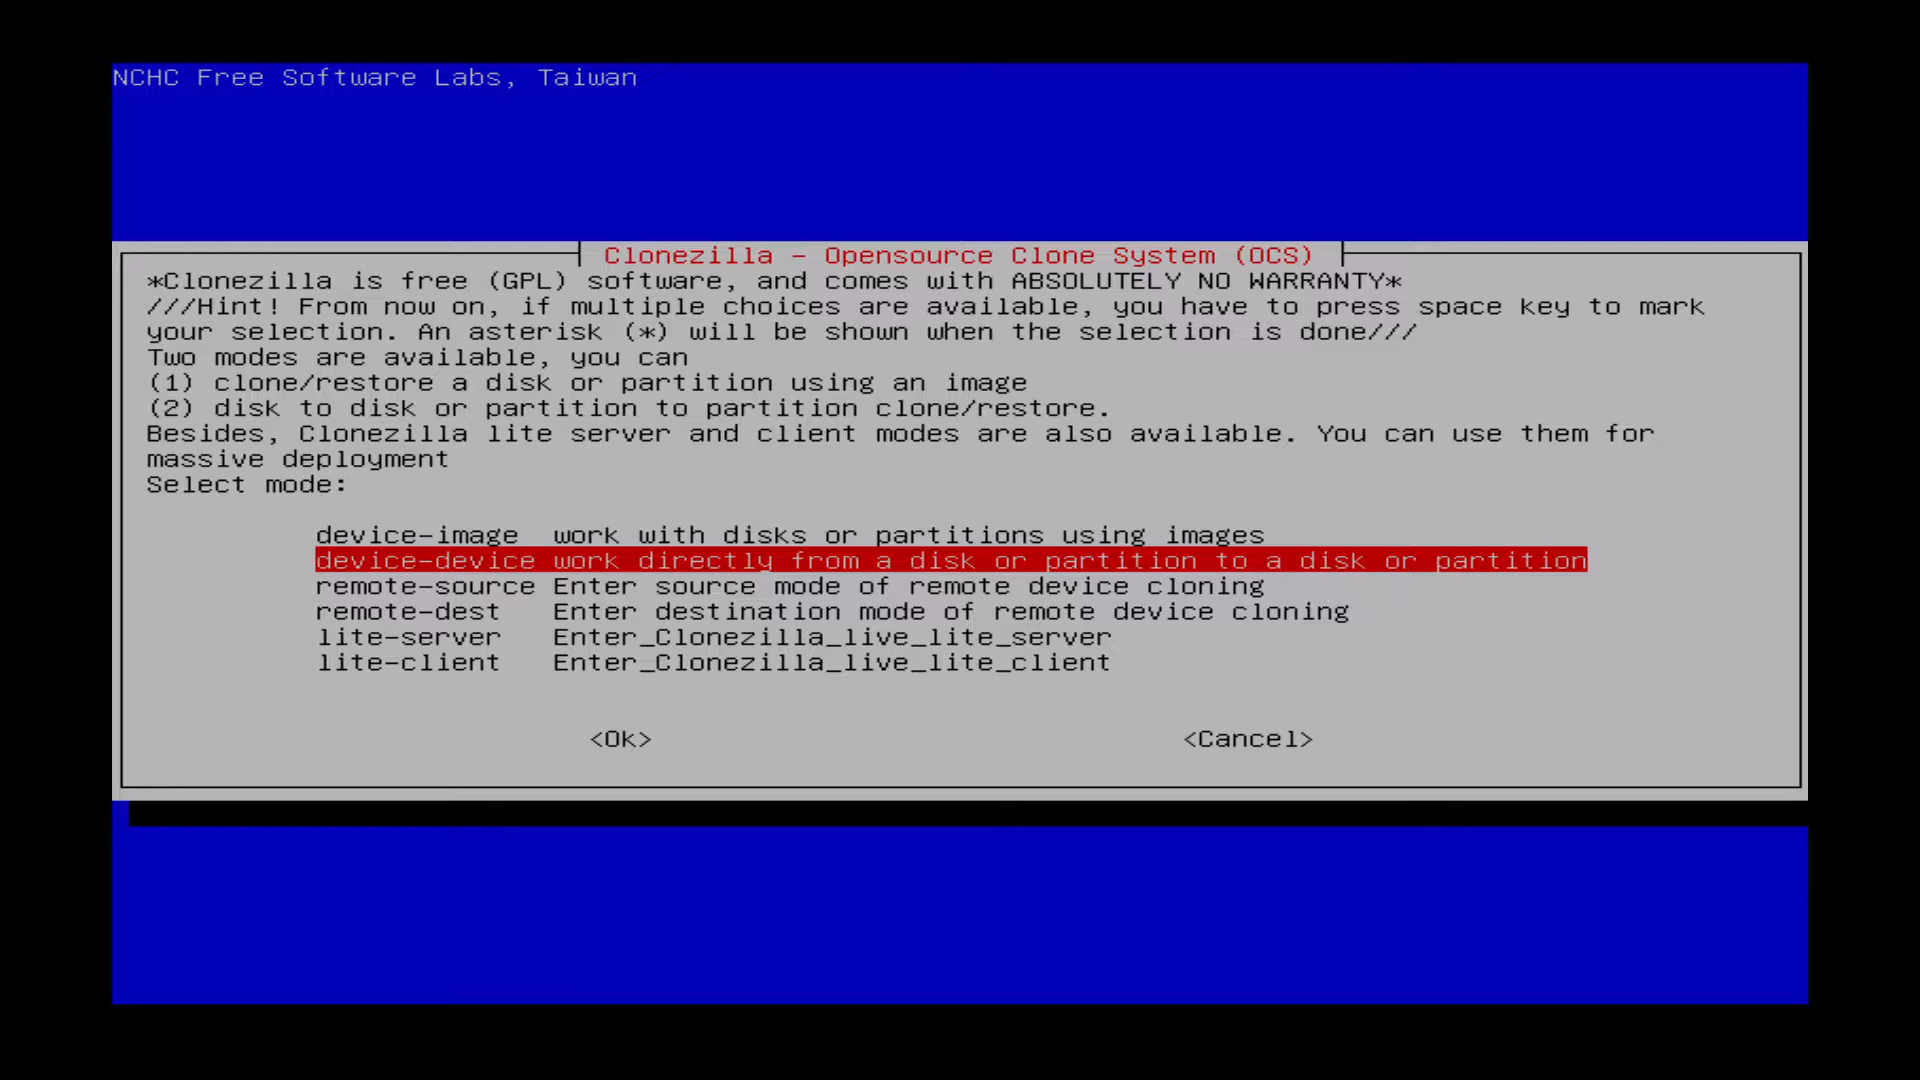 NCHC Free Software Labs, Taiwan
Clonezilla - Opensource Clone System (OCS)
*Clonezilla is free (GPL) software, and comes with ABSOLUTELY NO WARRANTY*
///Hint! From now on, if multiple choices are available, you have to press space key to mark
your selection. An asterisk (*) will be shown when the selection is done///
Two modes are available, you can
(1) clone/restore a disk or partition using an image
(2) disk to disk or partition to partition clone/restore.
Besides, Clonezilla lite server and client modes are also available. You can use them for
massive deployment
Select mode:
device-image work with disks or partitions using images
device-device work directly from a disk or partition to a disk or partition
remote-source Enter source mode of remote device cloning
remote-dest Enter destination mode of remote device cloning
lite-server Enter_Clonezilla_live_lite_server
lite-client Enter_Clonezilla_live_lite_client
<Ok> <Cancel>